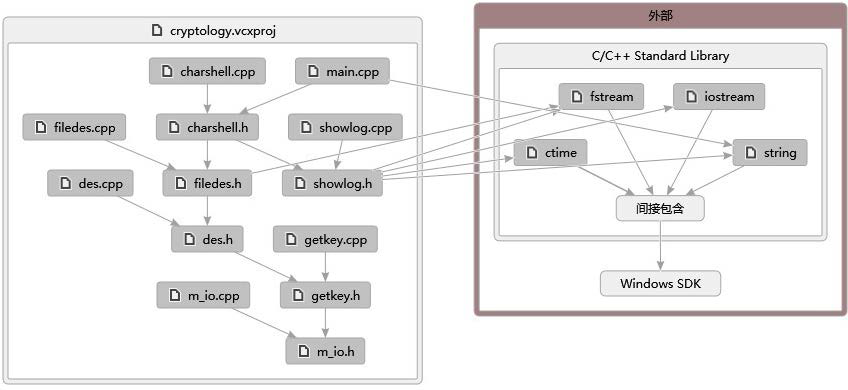 cryptology.vcxproj
charshell.cpp
main.cpp
filedes.cpp
charshell.h
showlog.cpp
des.cpp
filedes.h
showlog.h
des.h
getkey.cpp
m_io.cpp
getkey.h
m_io.h
外部
C/C++ Standard Library
fstream
iostream
ctime
string
间接包含
Windows SDK